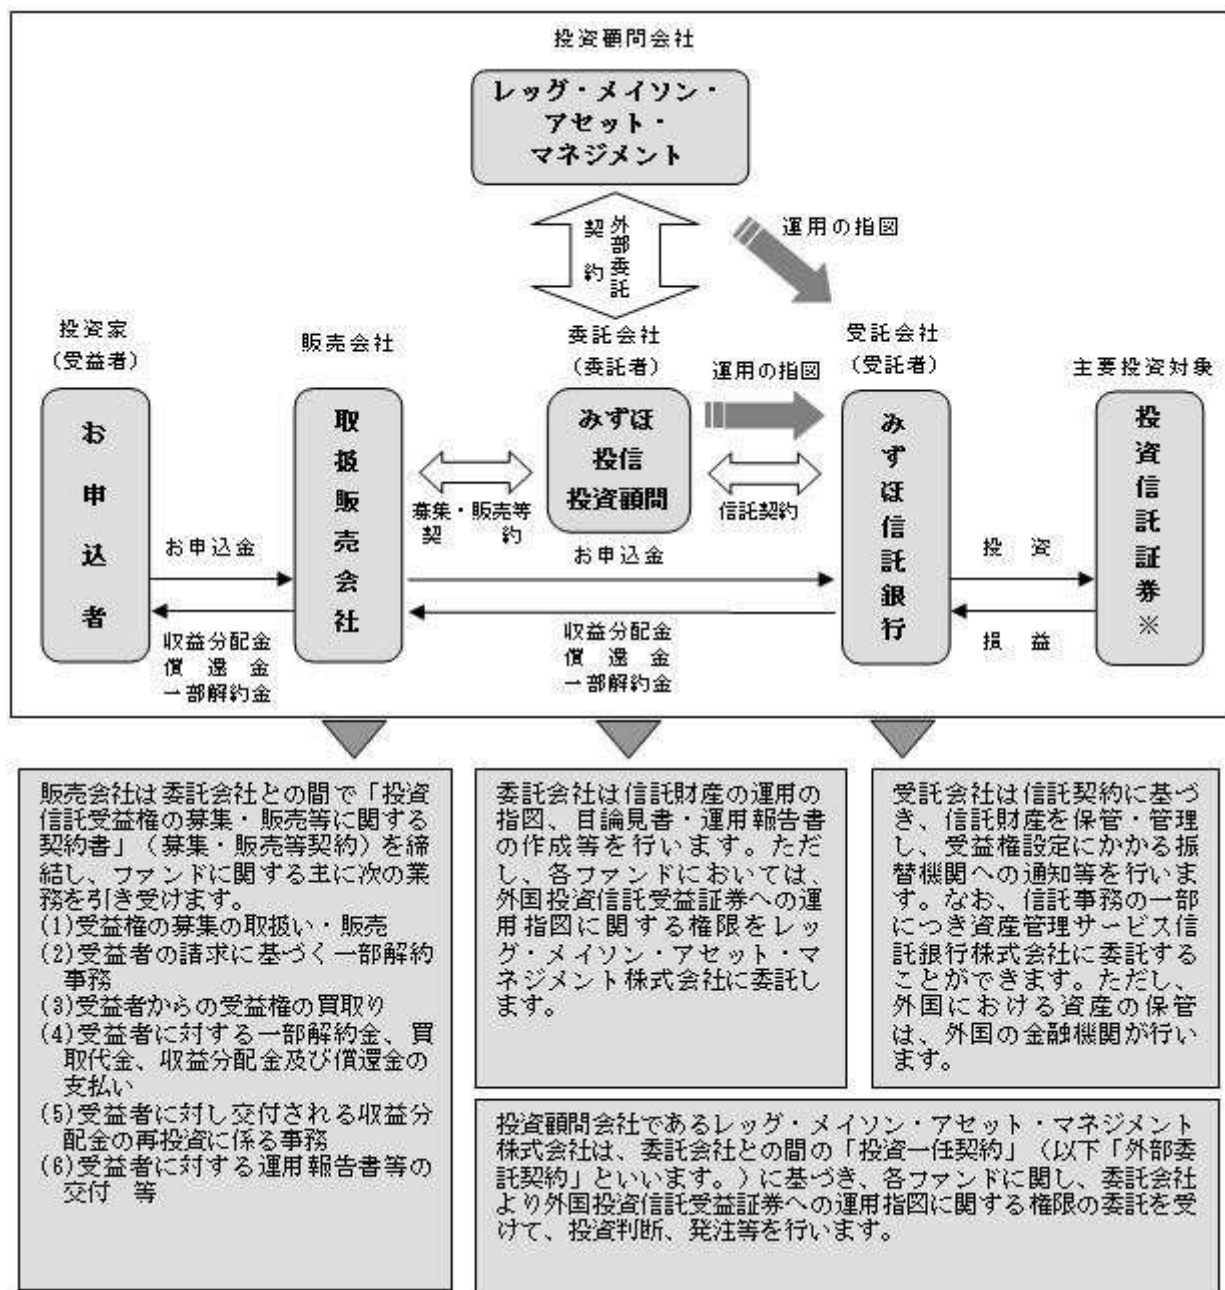 投資顧問会社
レッグ・メイソン・
アセット・
マネジメント
外部委託
契約
運用の指図
投資家
(受益者)
販売会社
委託会社
(委託者)
受託会社
(受託者)
主要投資対象
運用の指図
お申込者
取扱販売会社
みずほ
投信
投資顧問
みずほ信託銀行
投資信託証券※
募集・販売等
契 約
信託契約
お申込金
お申込金
投 資
損 益
収益分配金
償 還 金
一部解約金
収益分配金
償 還 金
一部解約金
販売会社は委託会社との間で「投資
信託受益権の募集・販売等に関する
契約書」(募集・販売等契約)を締
結し、ファンドに関する主に次の業
務を引き受けます。
(1)受益権の募集の取扱い・販売
(2)受益者の請求に基づく一部解約
事務
(3)受益者からの受益権の買取り
(4)受益者に対する一部解約金、買
取代金、収益分配金及び償還金の
支払い
(5)受益者に対し交付される収益分
配金の再投資に係る事務
(6)受益者に対する運用報告書等の
交付 等
委託会社は信託財産の運用の
指図、目論見書・運用報告書
の作成等を行います。ただ
し、各ファンドにおいては、
外国投資信託受益証券への運
用指図に関する権限をレッ
グ・メイソン・アセット・マ
ネジメント株式会社に委託し
ます。
受託会社は信託契約に基づ
き、信託財産を保管・管理
し、受益権設定にかかる振
替機関への通知等を行いま
す。なお、信託事務の一部
につき資産管理サービス信
託銀行株式会社に委託する
ことができます。ただし、
外国における資産の保管
は、外国の金融機関が行い
ます。
投資顧問会社であるレッグ・メイソン・アセット・マネジメント
株式会社は、委託会社との間の「投資一任契約」(以下「外部委
託契約」といいます。)に基づき、各ファンドに関し、委託会社
より外国投資信託受益証券への運用指図に関する権限の委託を受
けて、投資判断、発注等を行います。